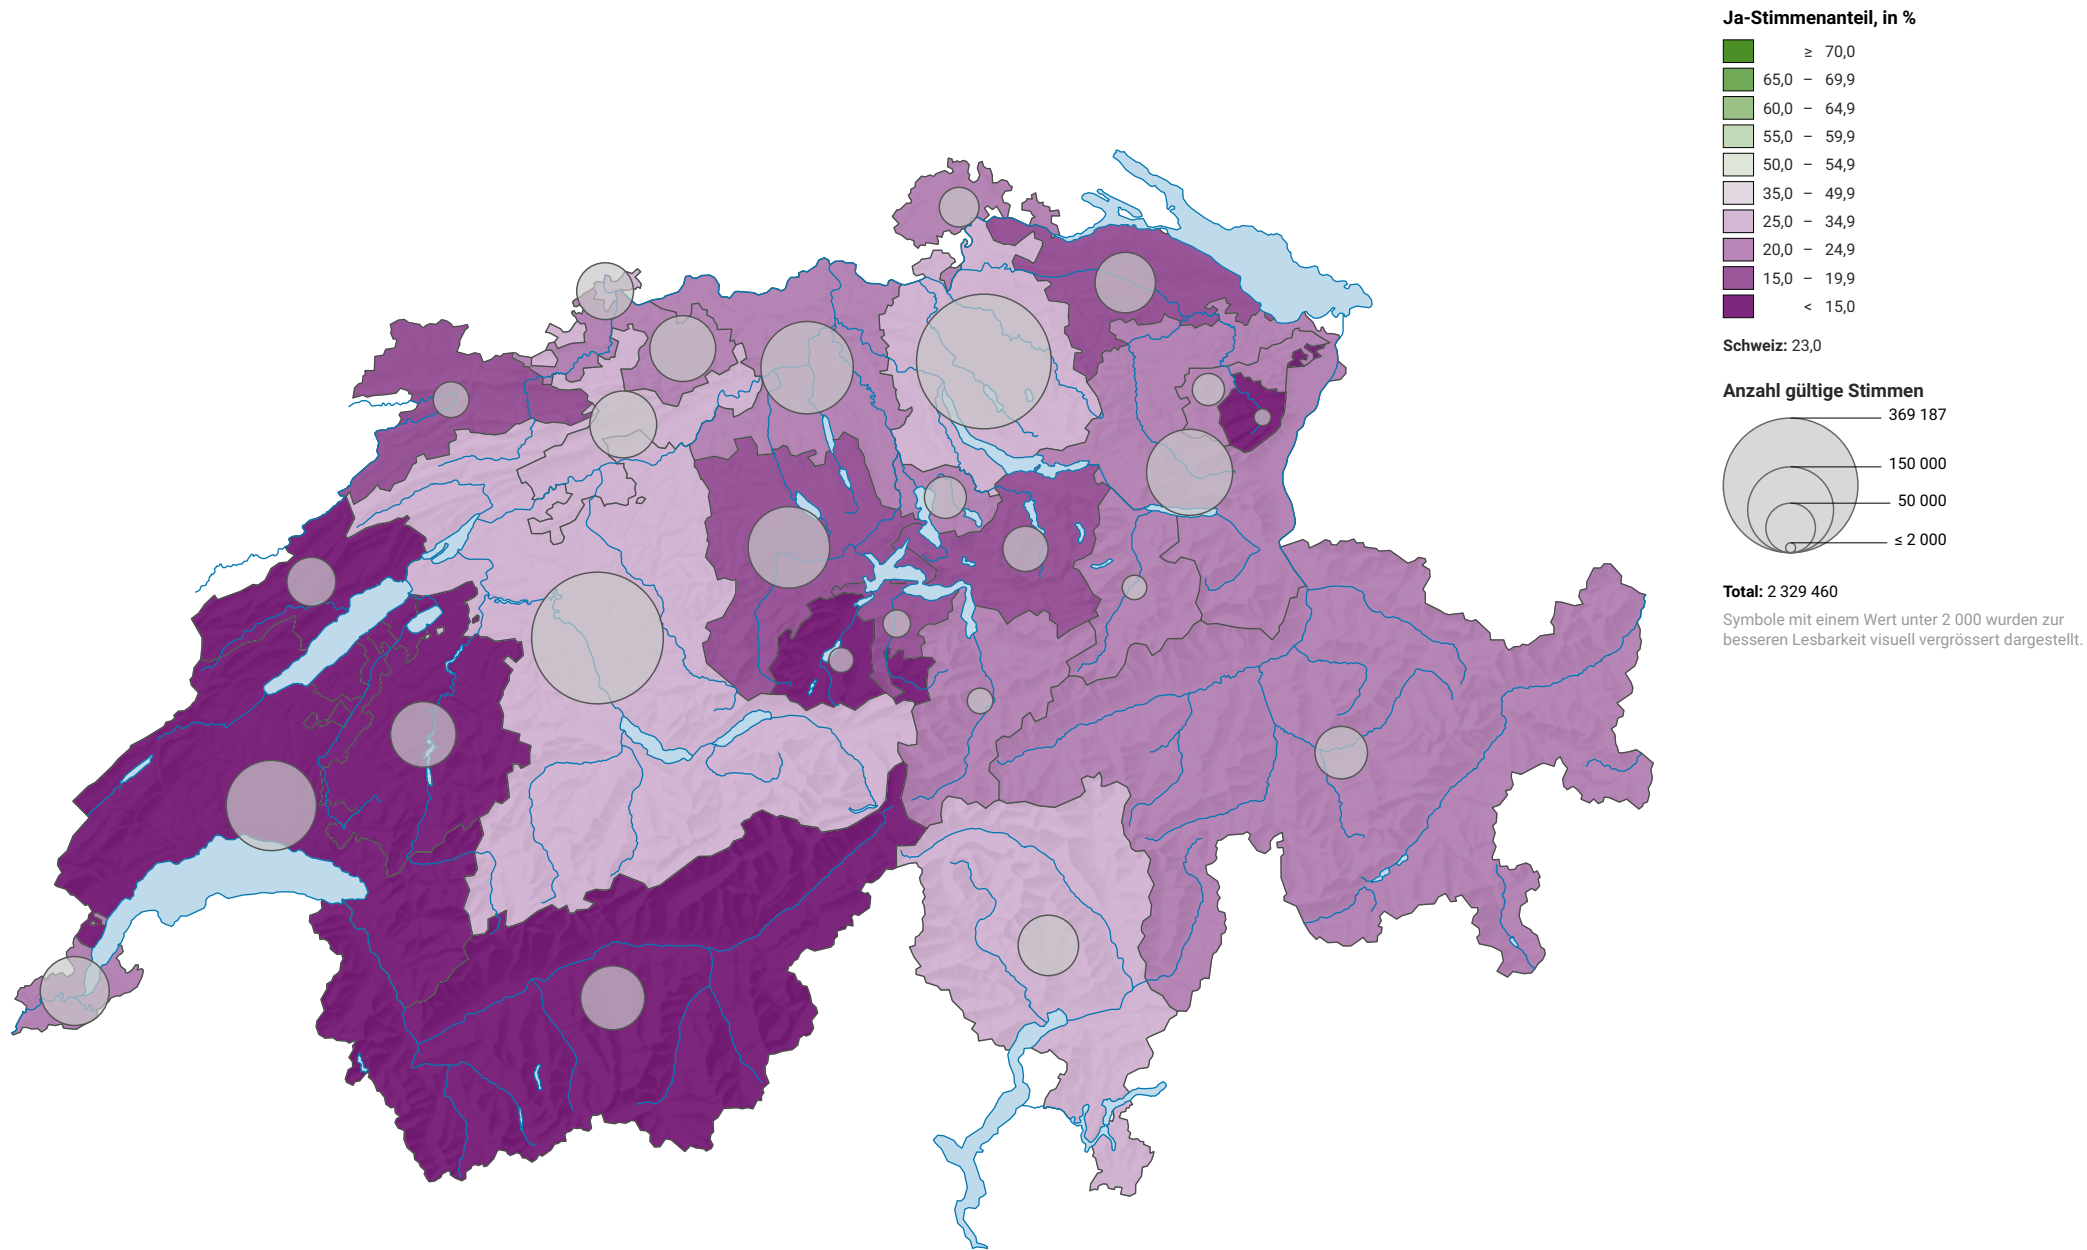 Ja-Stimmenanteil, in %
≥ 70,0
65,0 – 69,9
60,0 – 64,9
55,0 – 59,9
50,0 – 54,9
35,0 – 49,9
25,0 – 34,9
20,0 – 24,9
15,0 – 19,9
< 15,0
Schweiz: 23,0
Anzahl gültige Stimmen
369 187
150 000
50 000
≤ 2 000
Total: 2 329 460
Symbole mit einem Wert unter 2 000 wurden zur
besseren Lesbarkeit visuell vergrössert dargestellt.